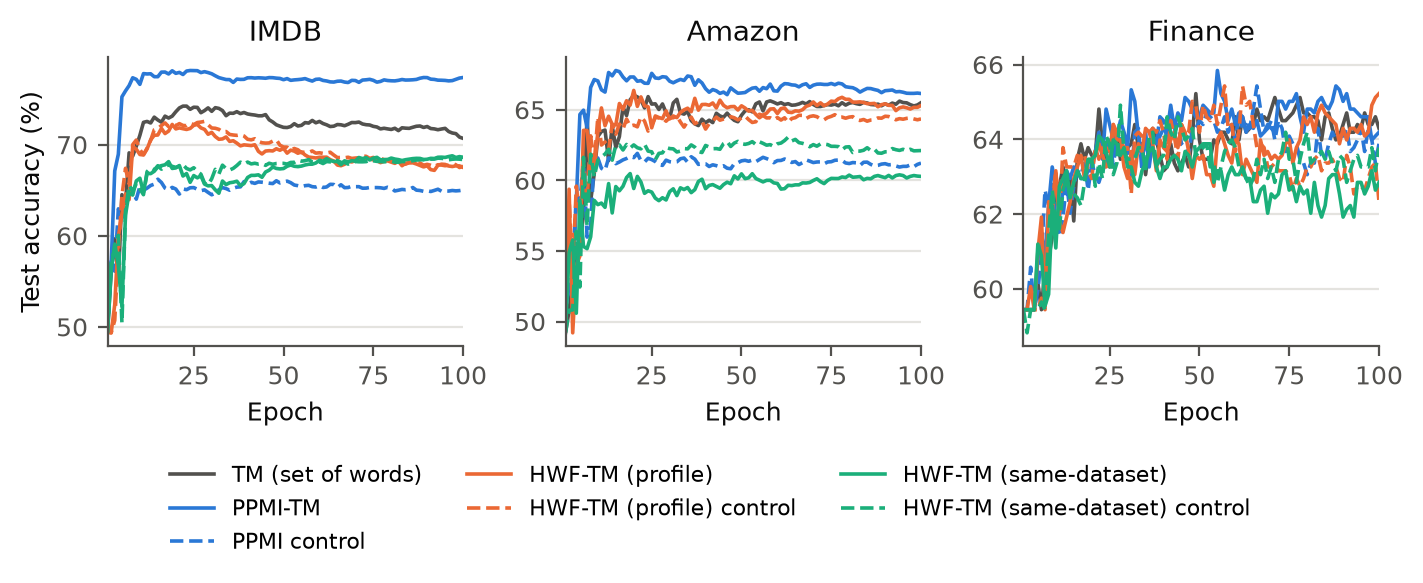 IMDB
Amazon
Finance
Test accuracy (%)
70
60
50
25 50 75 100
Epoch
65
60
55
50
25 50 75 100
Epoch
66
64
62
60
25 50 75 100
Epoch
TM (set of words)
PPMI-TM
PPMI control
HWF-TM (profile)
HWF-TM (profile) control
HWF-TM (same-dataset)
HWF-TM (same-dataset) control